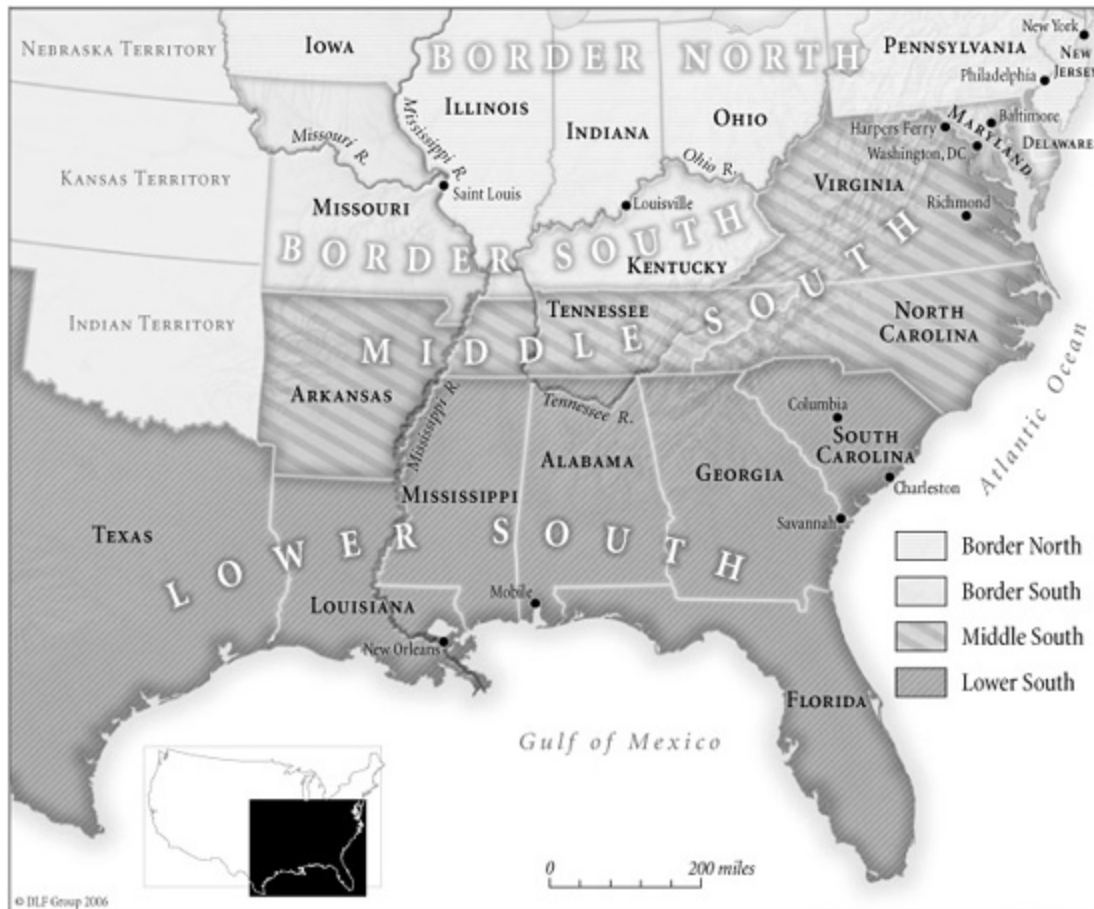 NEBRASKA TERRITORY
IOWA
BORDER NORTH
PENNSYLVANIA
New York
NEW JERSEY
Philadelphia
ILLINOIS
INDIANA
OHIO
Mississippi R.
Missouri R.
Ohio R.
Harpers Ferry
MARYLAND
Baltimore
Washington, DC
DELAWARE
KANSAS TERRITORY
MISSOURI
Saint Louis
Louisville
VIRGINIA
Richmond
BORDER SOUTH
KENTUCKY
INDIAN TERRITORY
TENNESSEE
NORTH CAROLINA
MIDDLE SOUTH
ARKANSAS
Mississippi R.
Tennessee R.
Columbia
SOUTH CAROLINA
Charleston
Atlantic Ocean
ALABAMA
GEORGIA
MISSISSIPPI
Savannah
TEXAS
LOWER SOUTH
LOUISIANA
Mobile
New Orleans
FLORIDA
Border North
Border South
Middle South
Lower South
Gulf of Mexico
0 200 miles
© DLF Group 2006